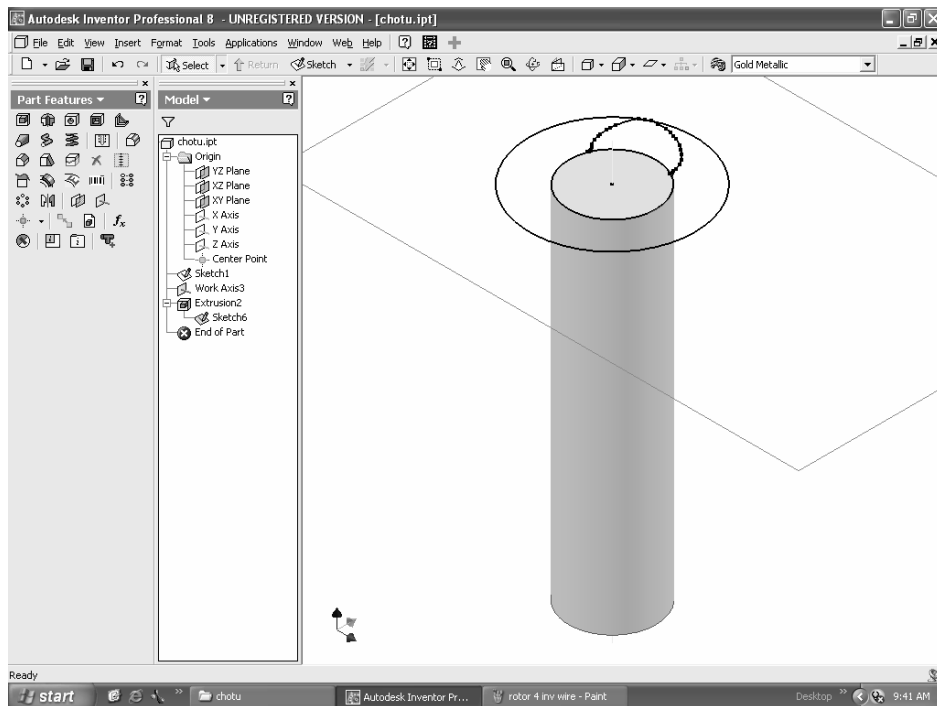 Autodesk Inventor Professional 8 - UNREGISTERED VERSION - [chotu.ipt]
File Edit View Insert Format Tools Applications Window Web Help
Select Return Sketch Gold Metallic
Part Features Model
fx
chotu.ipt
Origin
YZ Plane
XZ Plane
XY Plane
X Axis
Y Axis
Z Axis
Center Point
Sketch1
Work Axis3
Extrusion2
Sketch6
End of Part
Ready
start chotu Autodesk Inventor Pr... rotor 4 inv wire - Paint Desktop 9:41 AM